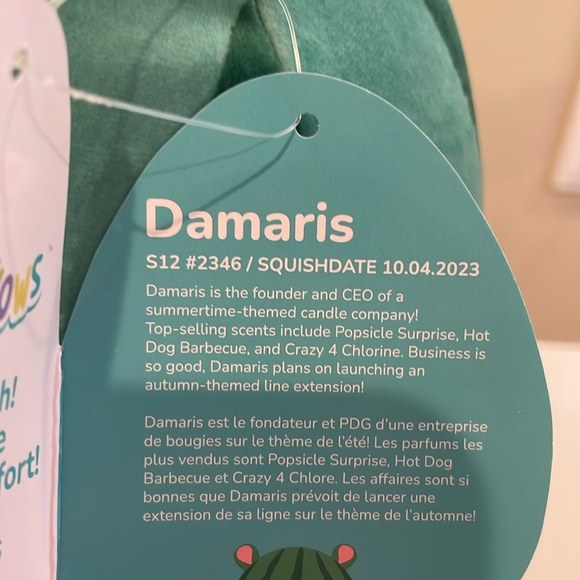 Damaris
S12 #2346 / SQUISHDATE 10.04.2023
Damaris is the founder and CEO of a
summertime-themed candle company!
Top-selling scents include Popsicle Surprise, Hot
Dog Barbecue, and Crazy 4 Chlorine. Business is
so good, Damaris plans on launching an
autumn-themed line extension!
Damaris est le fondateur et PDG d'une entreprise
de bougies sur le thème de l'été! Les parfums les
plus vendus sont Popsicle Surprise, Hot Dog
Barbecue et Crazy 4 Chlore. Les affaires sont si
bonnes que Damaris prévoit de lancer une
extension de sa ligne sur le thème de l'automne!